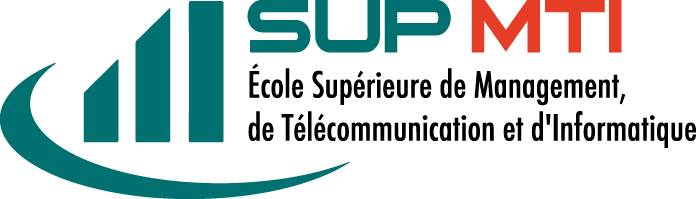 SUP MTI
École Supérieure de Management,
de Télécommunication et d'Informatique